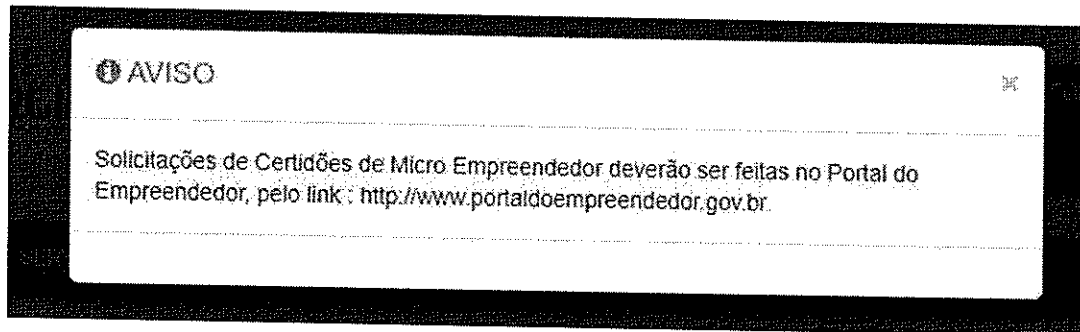 AVISO
Solicitações de Certidões de Micro Empreendedor deverão ser feitas no Portal do
Empreendedor, pelo link : http://www.portaldoempreendedor.gov.br.